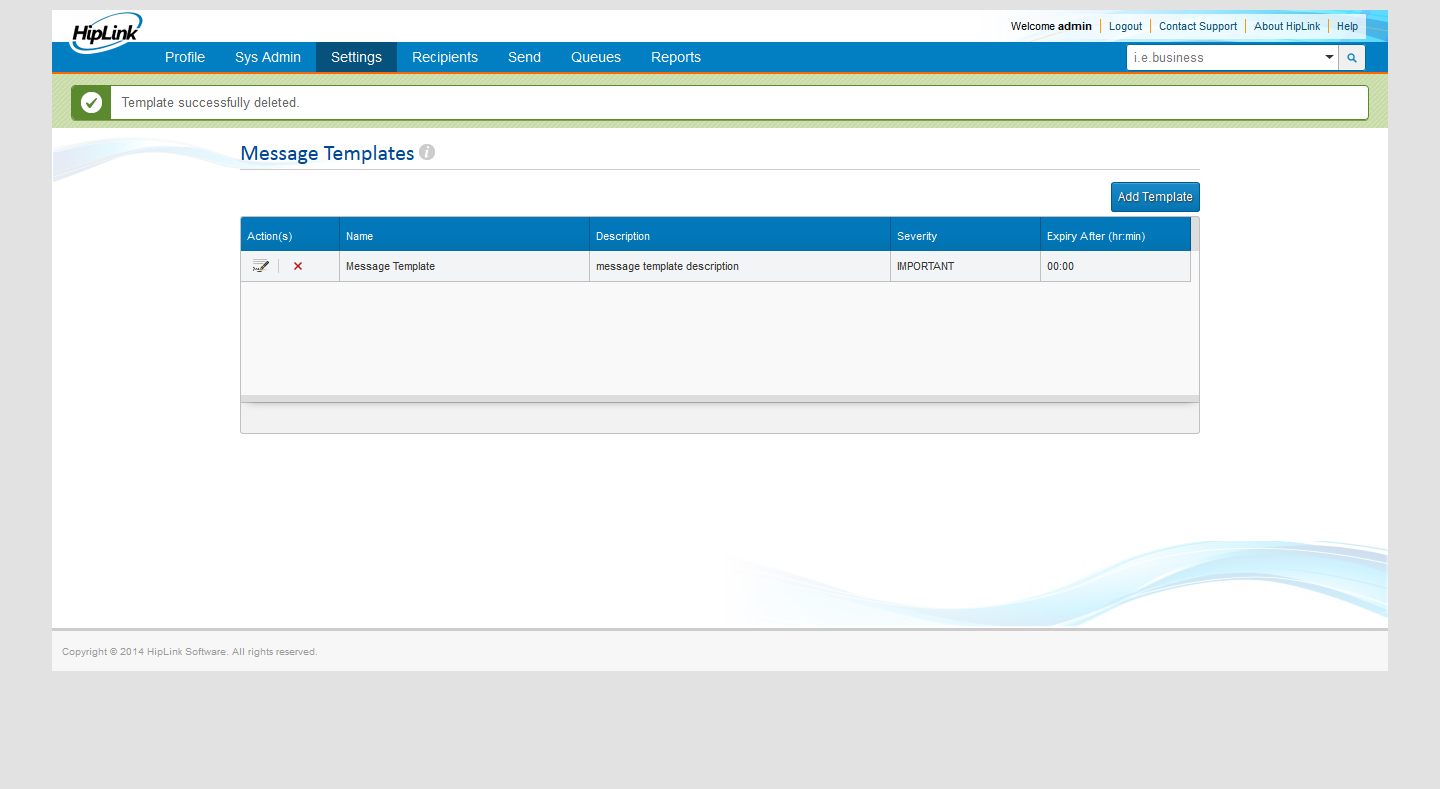 HipLink
Welcome admin Logout Contact Support About HipLink Help
Profile Sys Admin Settings Recipients Send Queues Reports i.e.business
Template successfully deleted.
Message Templates i
Add Template
Action(s) Name Description Severity Expiry After (hr:min)
Message Template message template description IMPORTANT 00:00
Copyright © 2014 HipLink Software. All rights reserved.